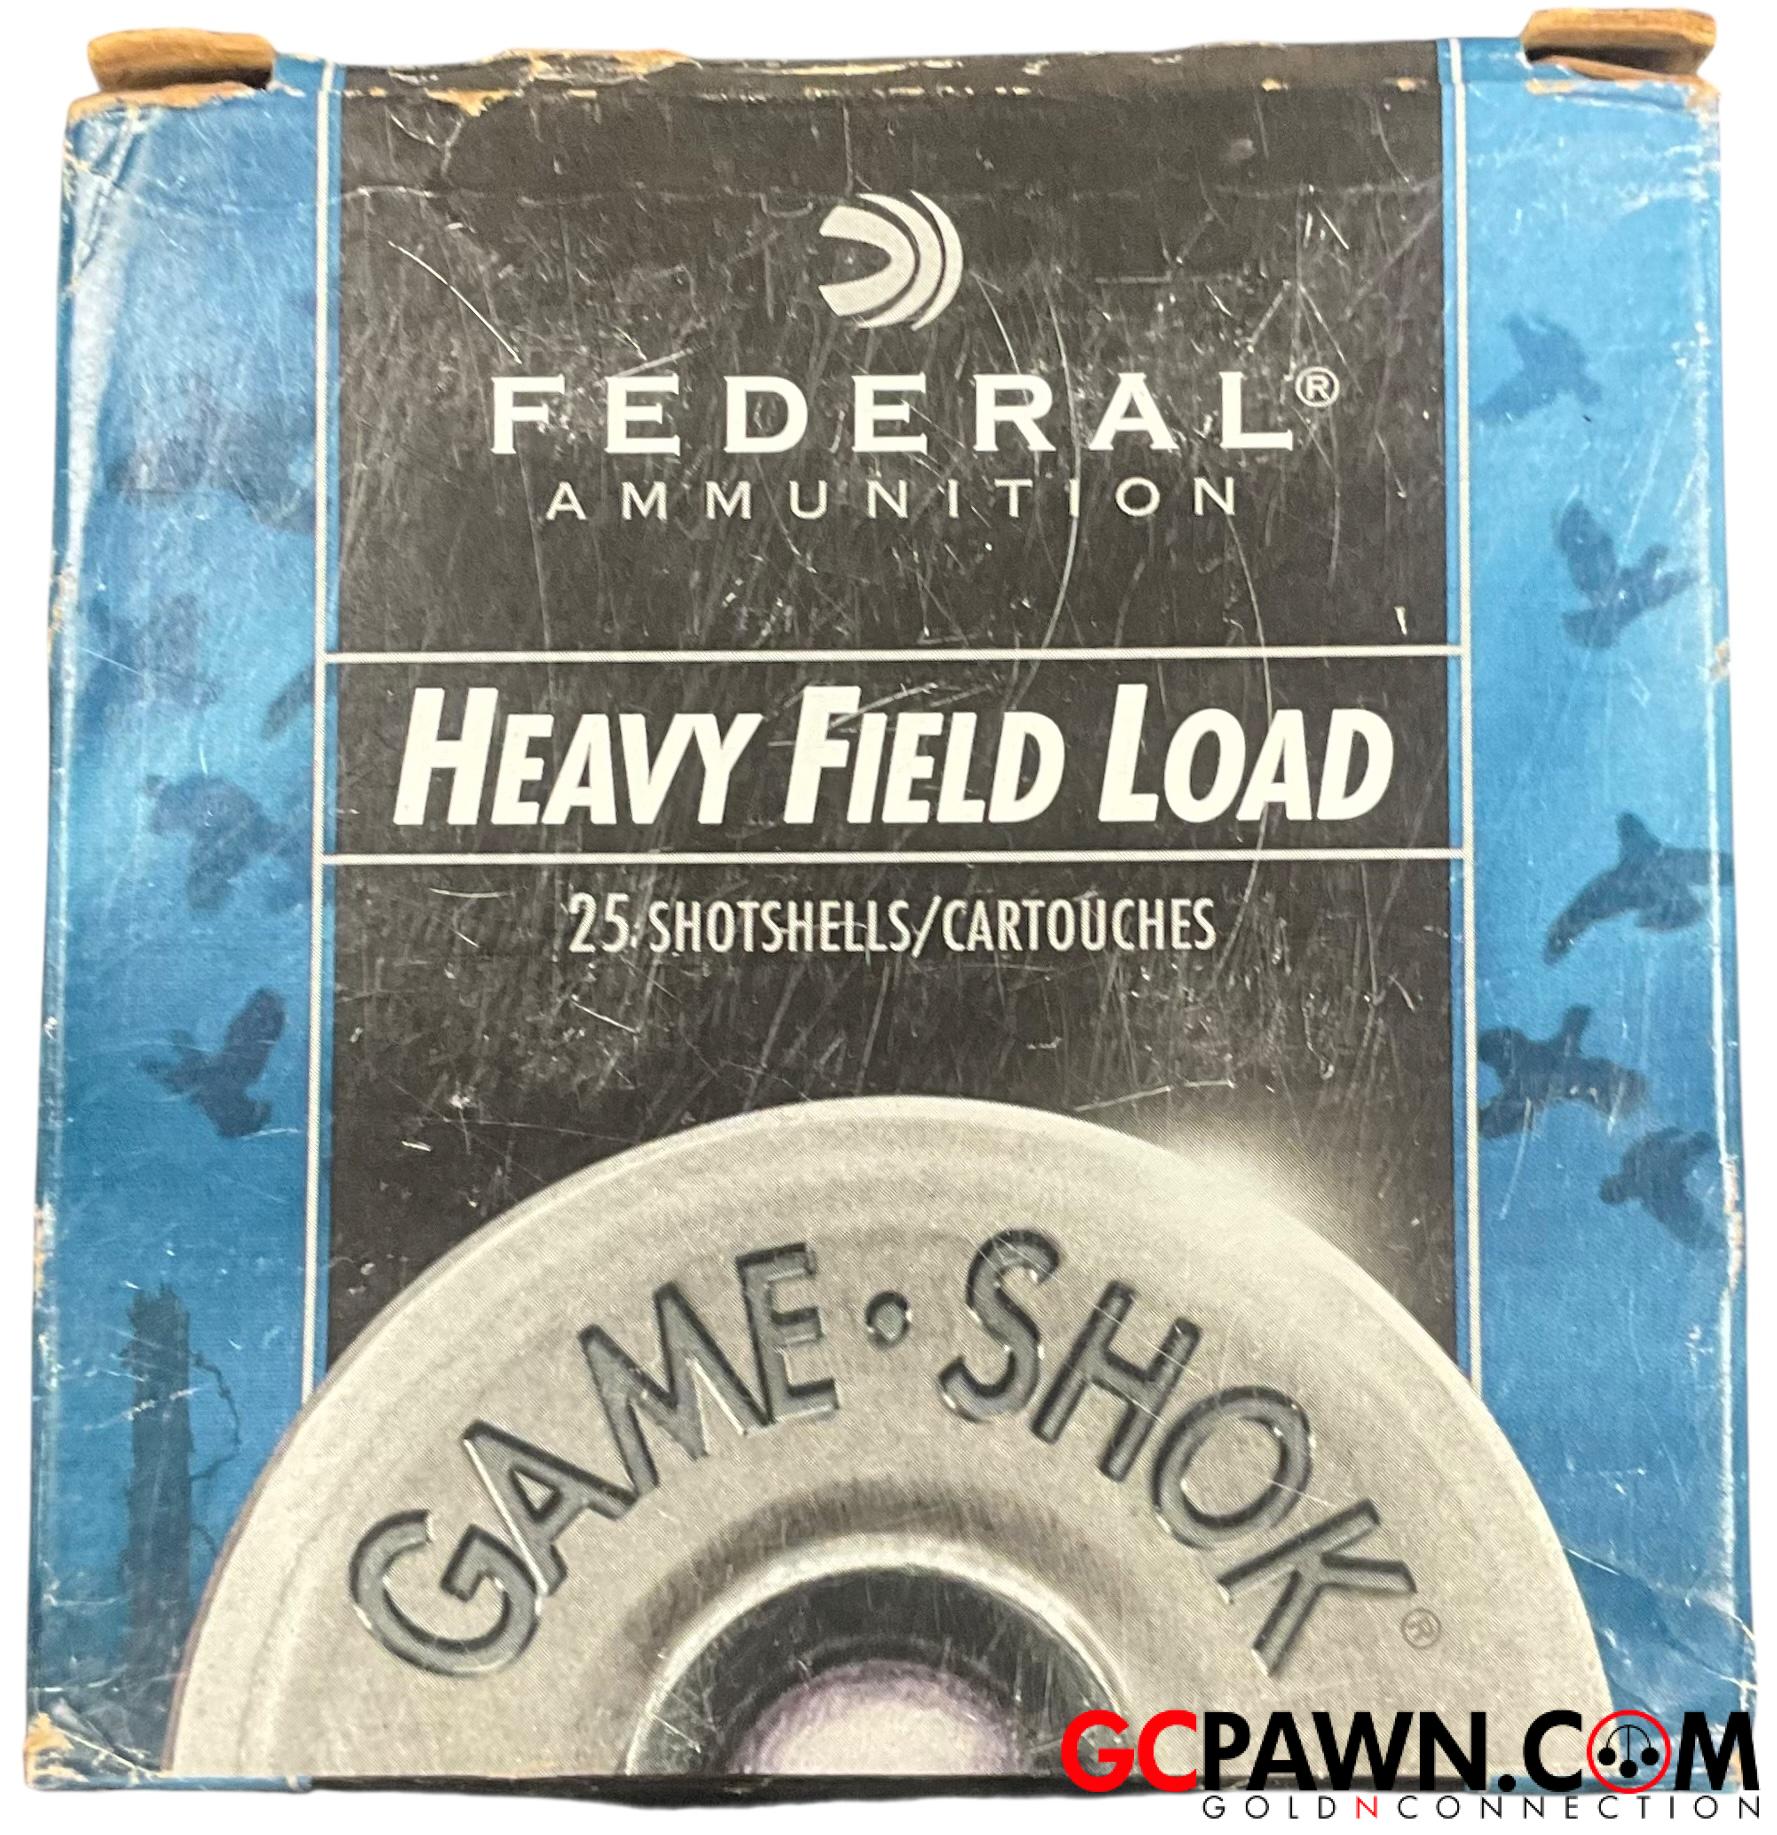 FEDERAL®
AMMUNITION
HEAVY FIELD LOAD
25 SHOTSHELLS/CARTOUCHES
GAME·SHOK®
GCPAWN.COM
GOLDNCONNECTION